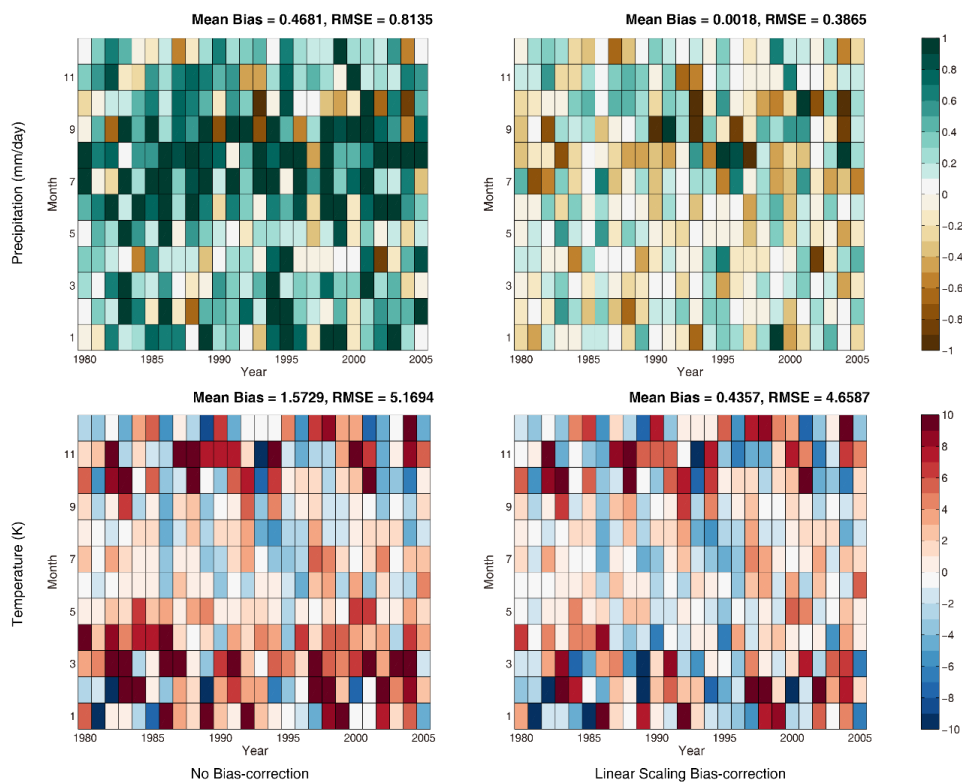 Mean Bias = 0.4681, RMSE = 0.8135
Mean Bias = 0.0018, RMSE = 0.3865
Precipitation (mm/day)
Month
11
9
7
5
3
1
1980 1985 1990 1995 2000 2005
Year
Month
11
9
7
5
3
1
1980 1985 1990 1995 2000 2005
Year
1
0.8
0.6
0.4
0.2
0
−0.2
−0.4
−0.6
−0.8
−1
Mean Bias = 1.5729, RMSE = 5.1694
Mean Bias = 0.4357, RMSE = 4.6587
Temperature (K)
Month
11
9
7
5
3
1
1980 1985 1990 1995 2000 2005
Year
Month
11
9
7
5
3
1
1980 1985 1990 1995 2000 2005
Year
10
8
6
4
2
0
−2
−4
−6
−8
−10
No Bias-correction
Linear Scaling Bias-correction